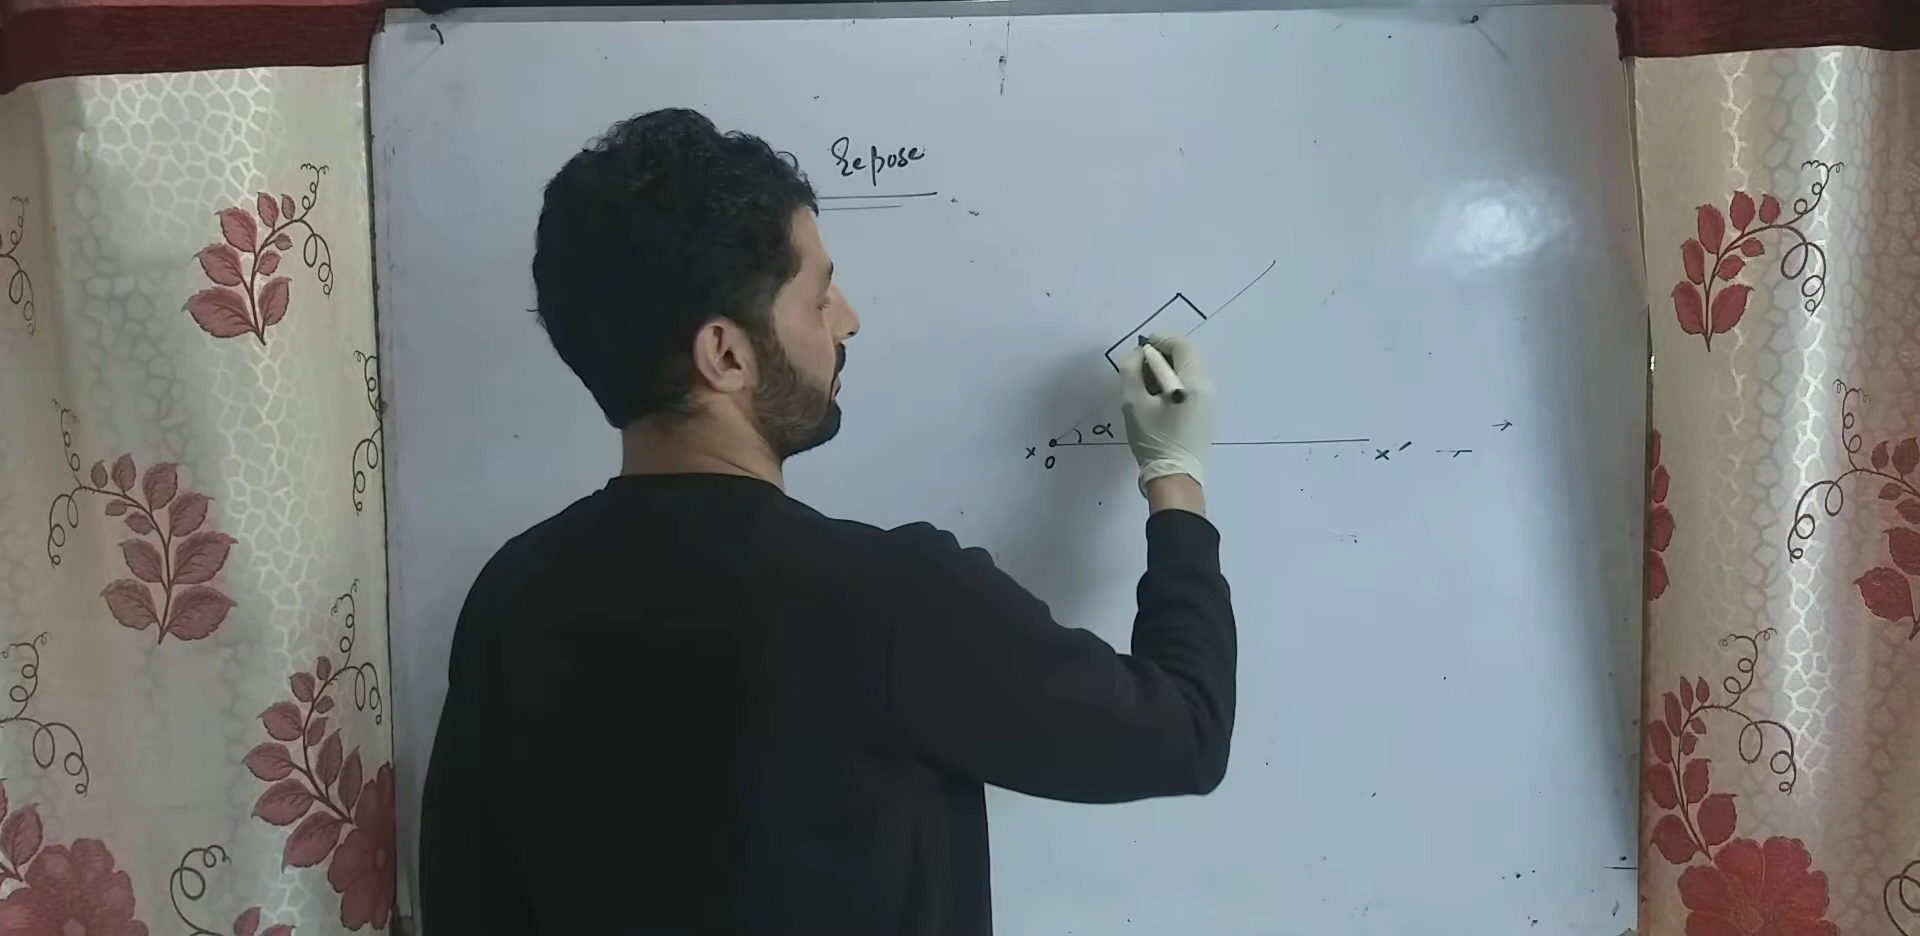 Repose
α
x x'
o